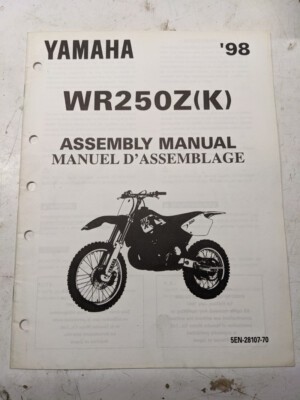 YAMAHA '98
WR250Z(K)
ASSEMBLY MANUAL
MANUEL D'ASSEMBLAGE
5EN-28107-70